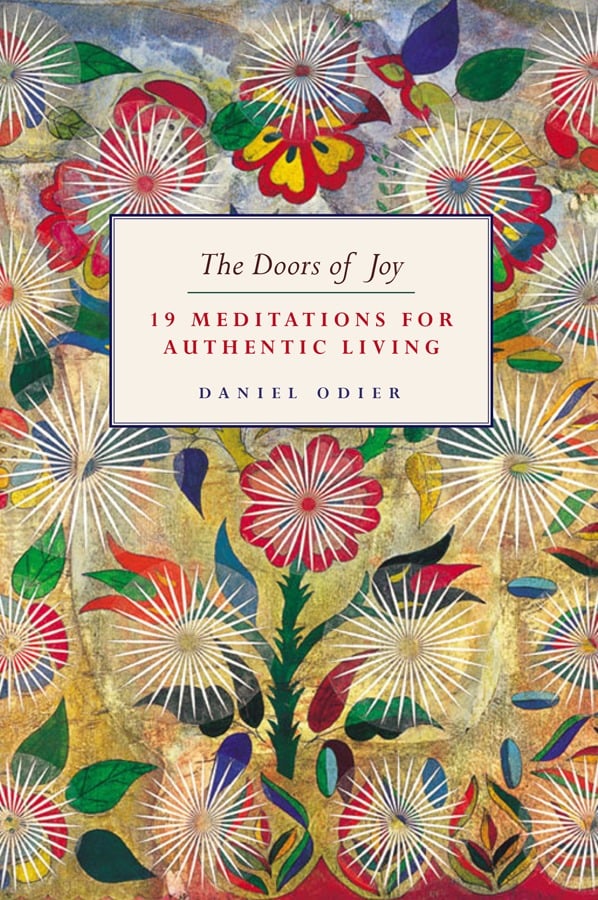 The Doors of Joy
19 MEDITATIONS FOR
AUTHENTIC LIVING
DANIEL ODIER